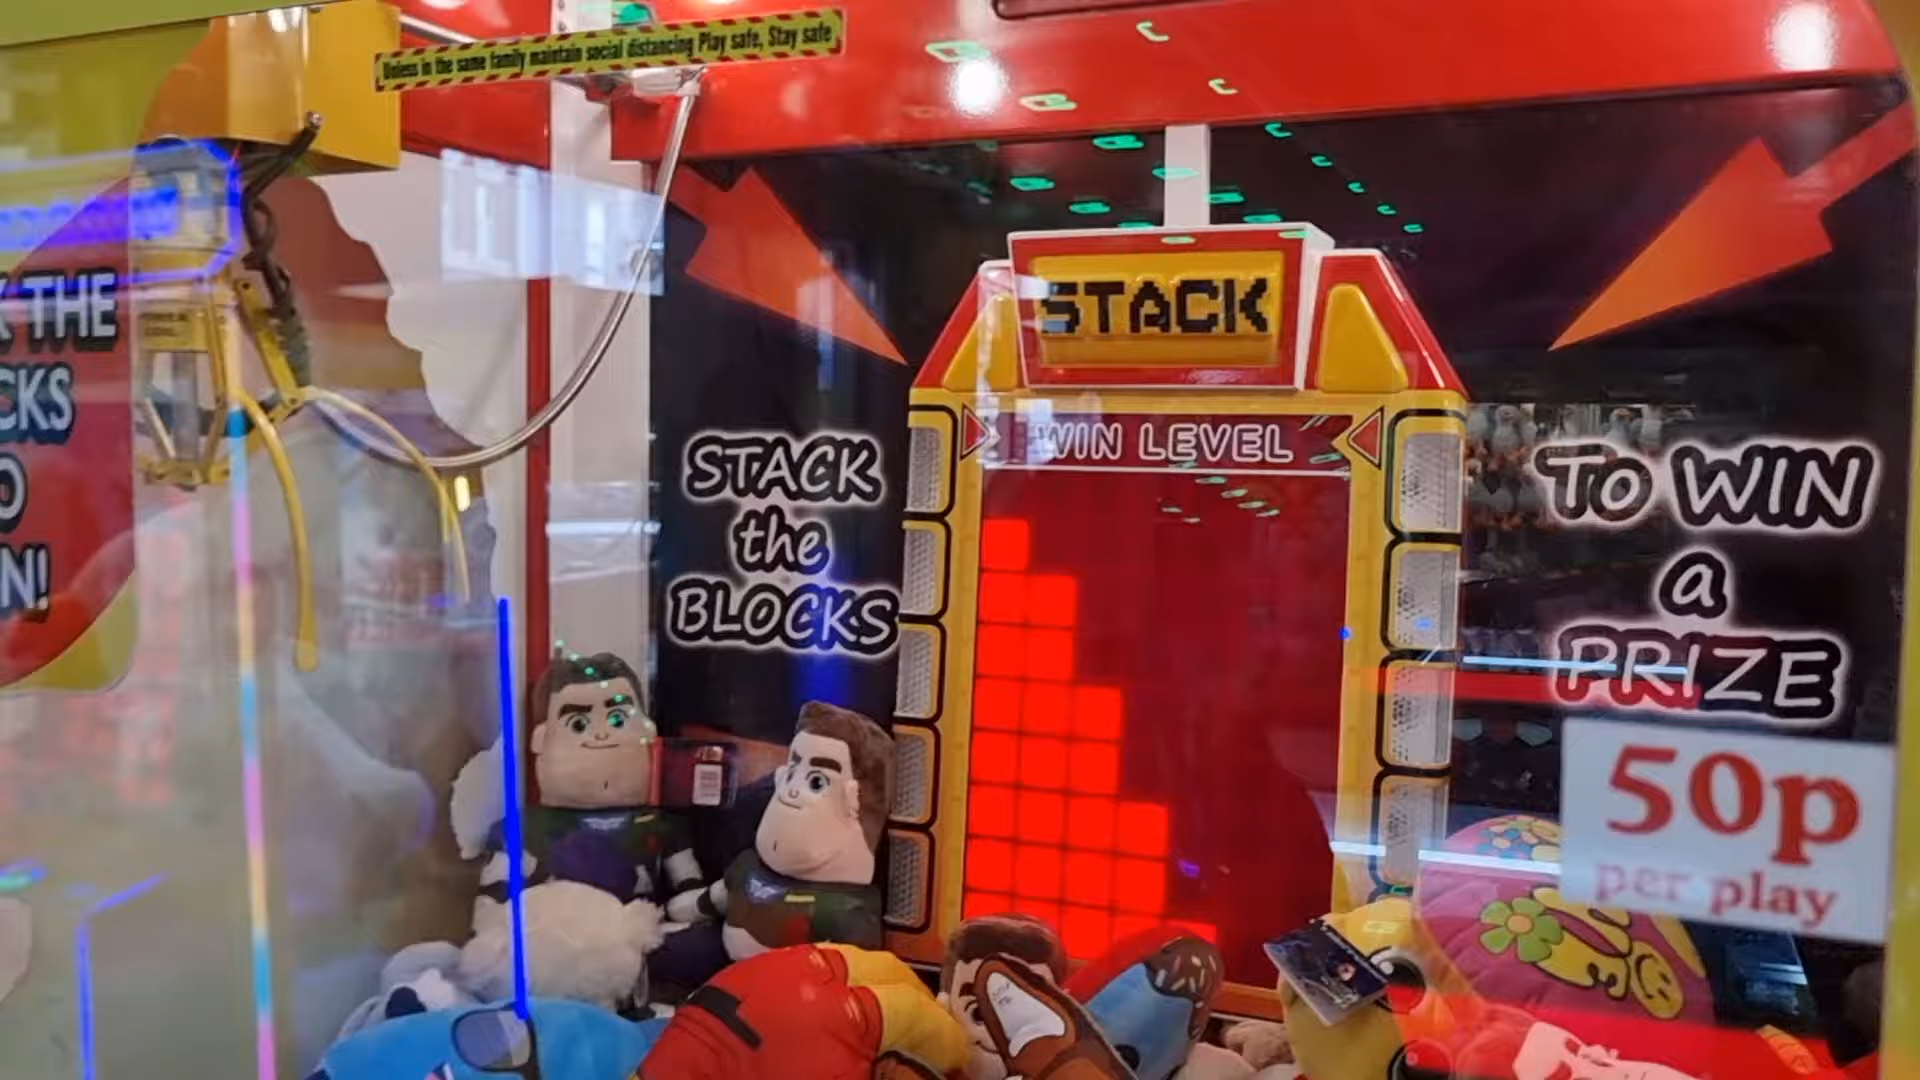 Unless in the same family maintain social distancing Play safe, Stay safe
THE
STACK
WIN LEVEL
STACK
the
BLOCKS
TO WIN
a
PRIZE
50p
per play